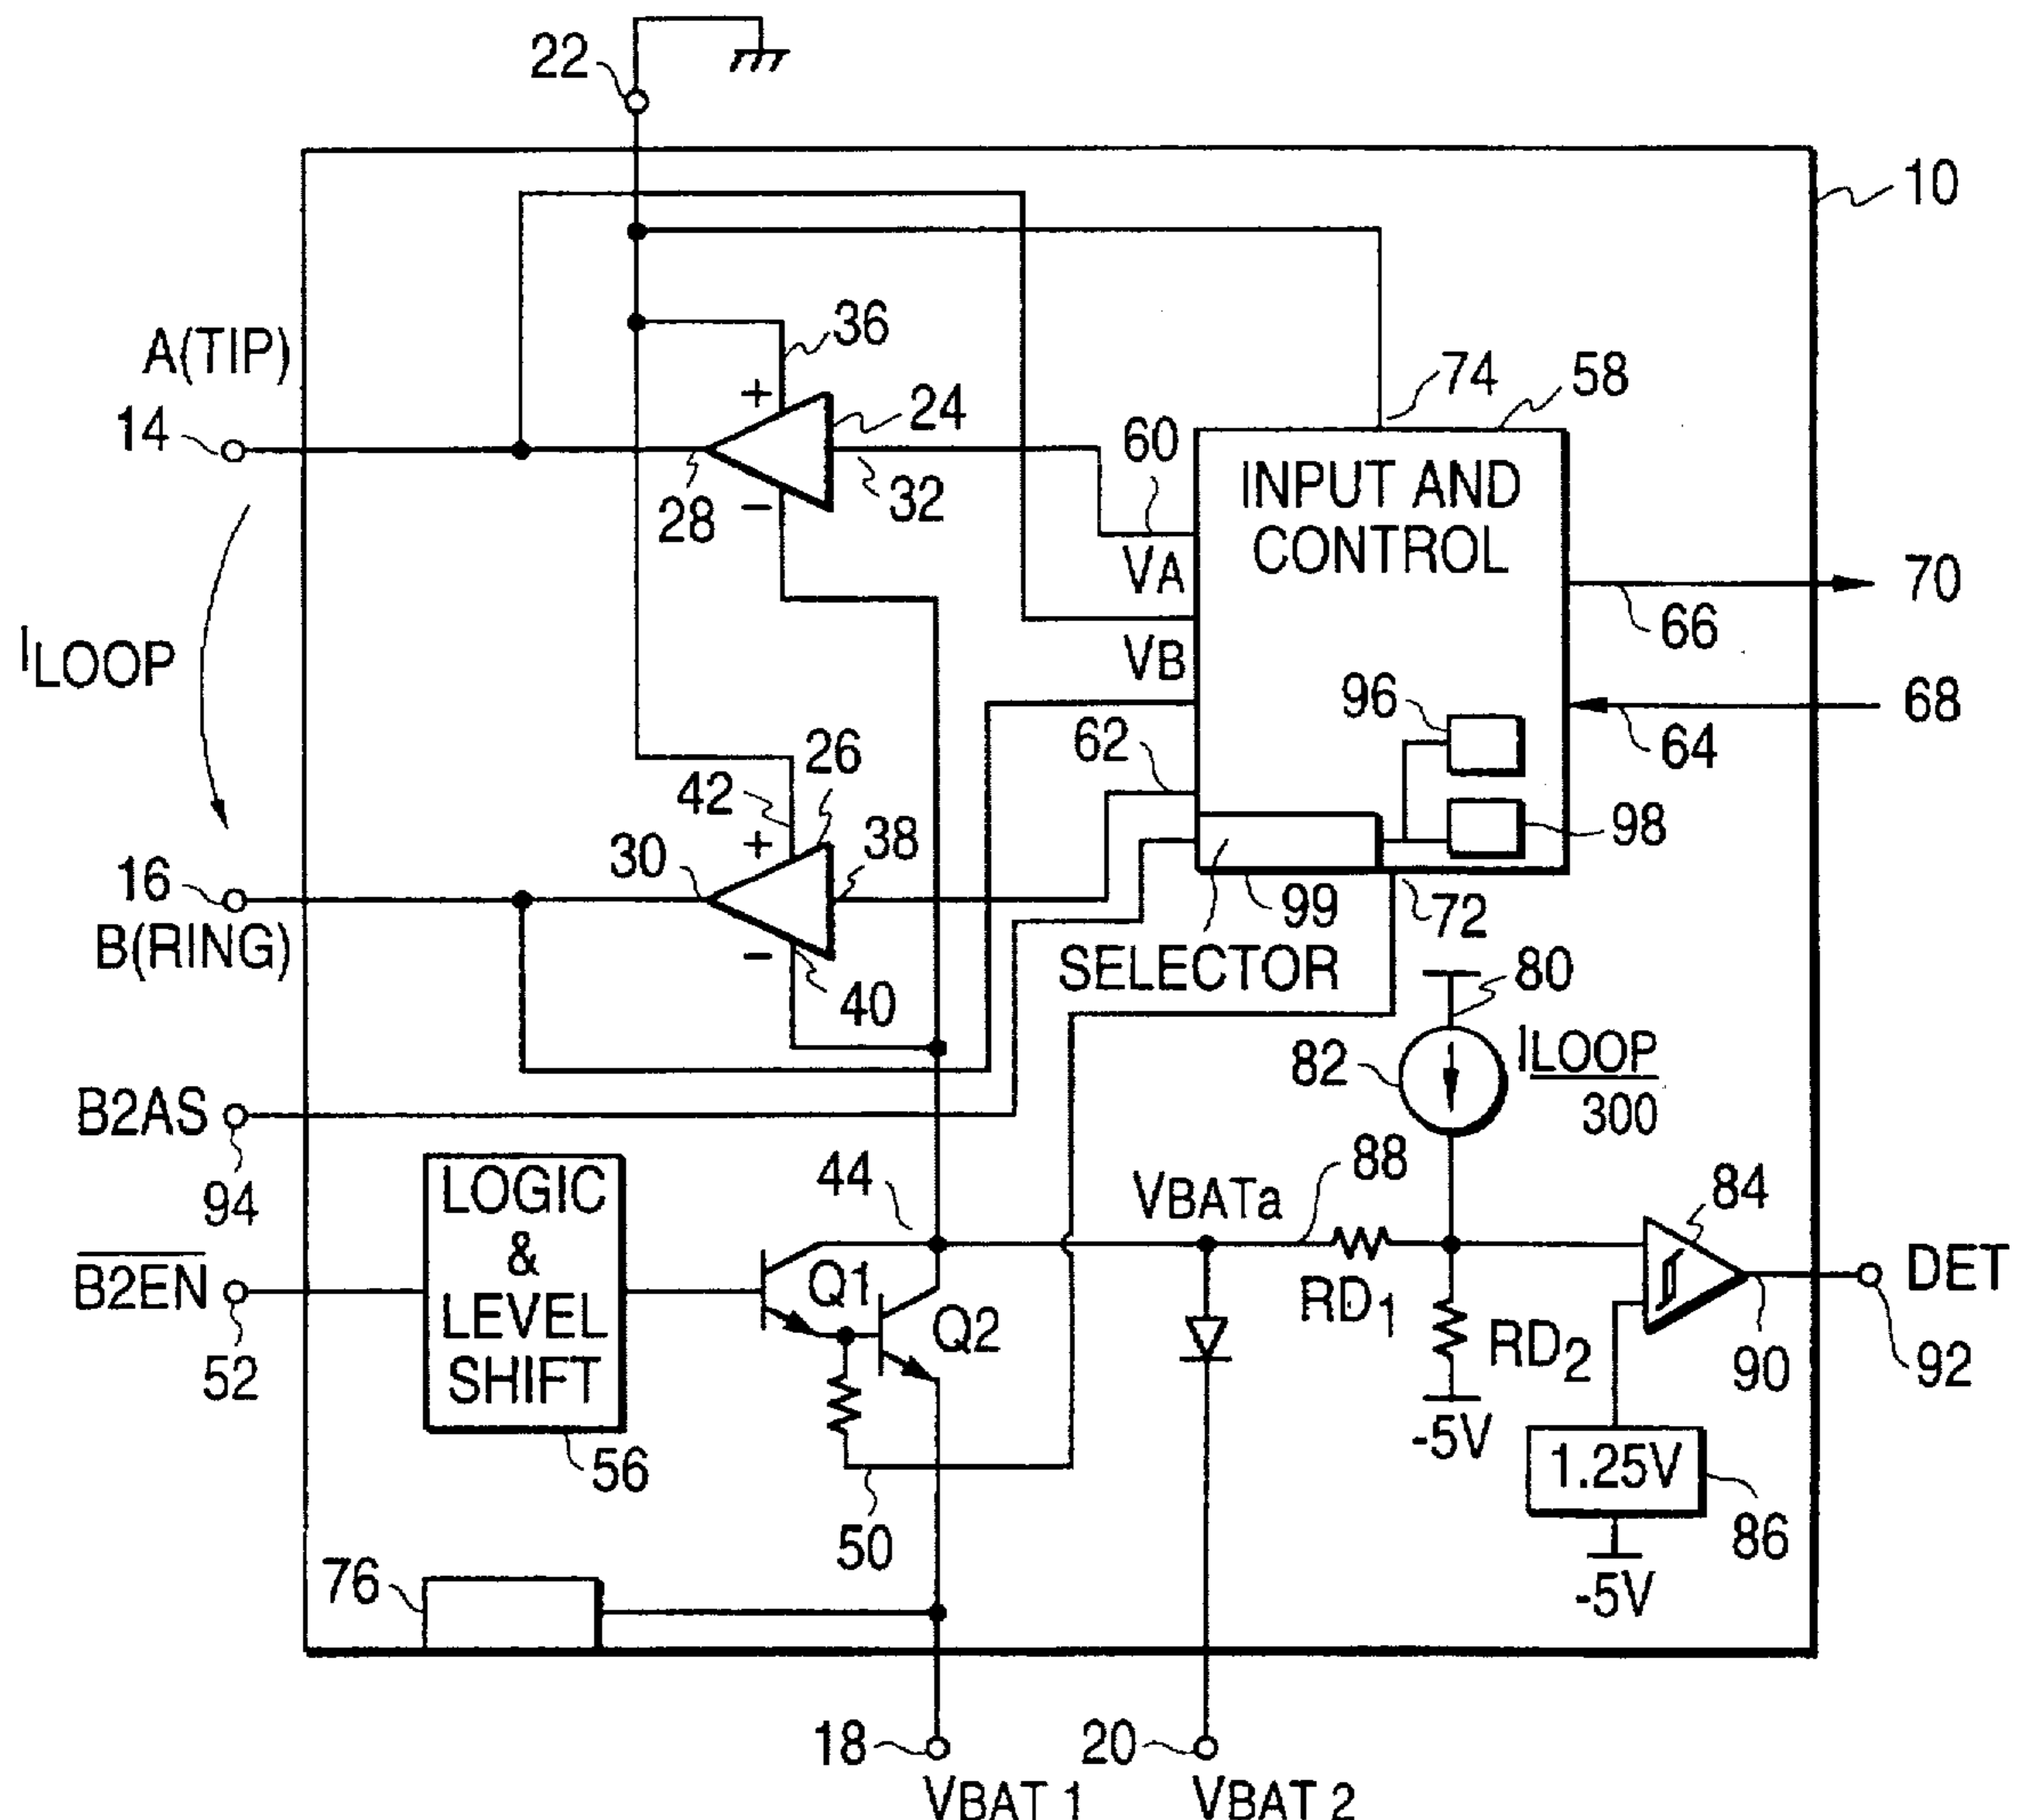 22
10
36
A(TIP)
74
58
14
24
60
+
INPUT AND
CONTROL
32
28
−
VA
70
66
ILOOP
VB
96
68
64
62
26
42
98
+
38
30
16
99
72
B(RING)
SELECTOR
−
40
80
82
ILOOP
300
B2AS
94
44
88
84
VBATa
LOGIC
&
LEVEL
SHIFT
B2EN
52
Q1
Q2
RD1
RD2
DET
90
92
-5V
1.25V
56
50
86
-5V
76
18
20
VBAT 1
VBAT 2